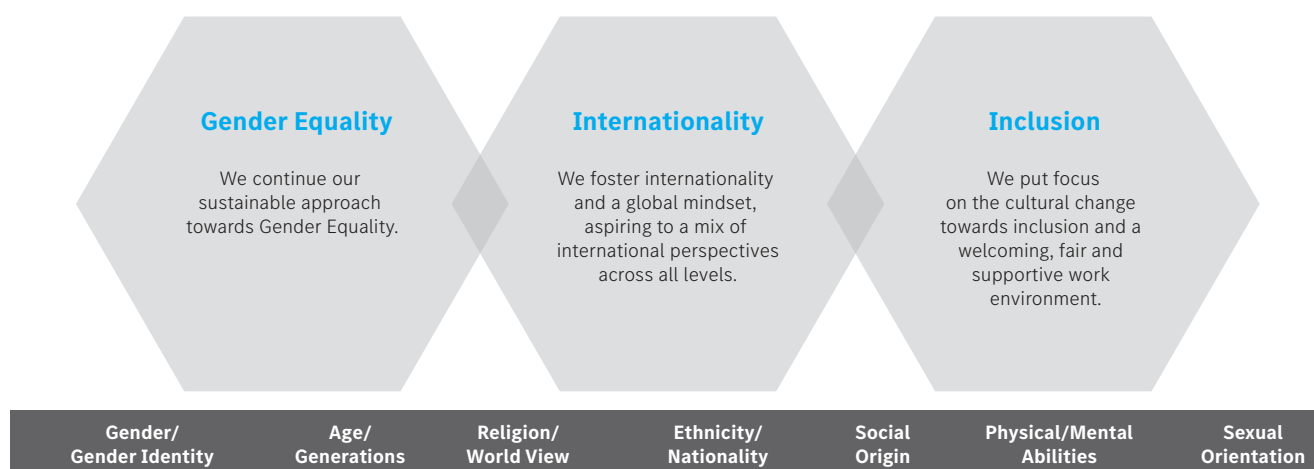 Gender Equality
We continue our
sustainable approach
towards Gender Equality.
Internationality
We foster internationality
and a global mindset,
aspiring to a mix of
international perspectives
across all levels.
Inclusion
We put focus
on the cultural change
towards inclusion and a
welcoming, fair and
supportive work
environment.
Gender/
Gender Identity
Age/
Generations
Religion/
World View
Ethnicity/
Nationality
Social
Origin
Physical/Mental
Abilities
Sexual
Orientation